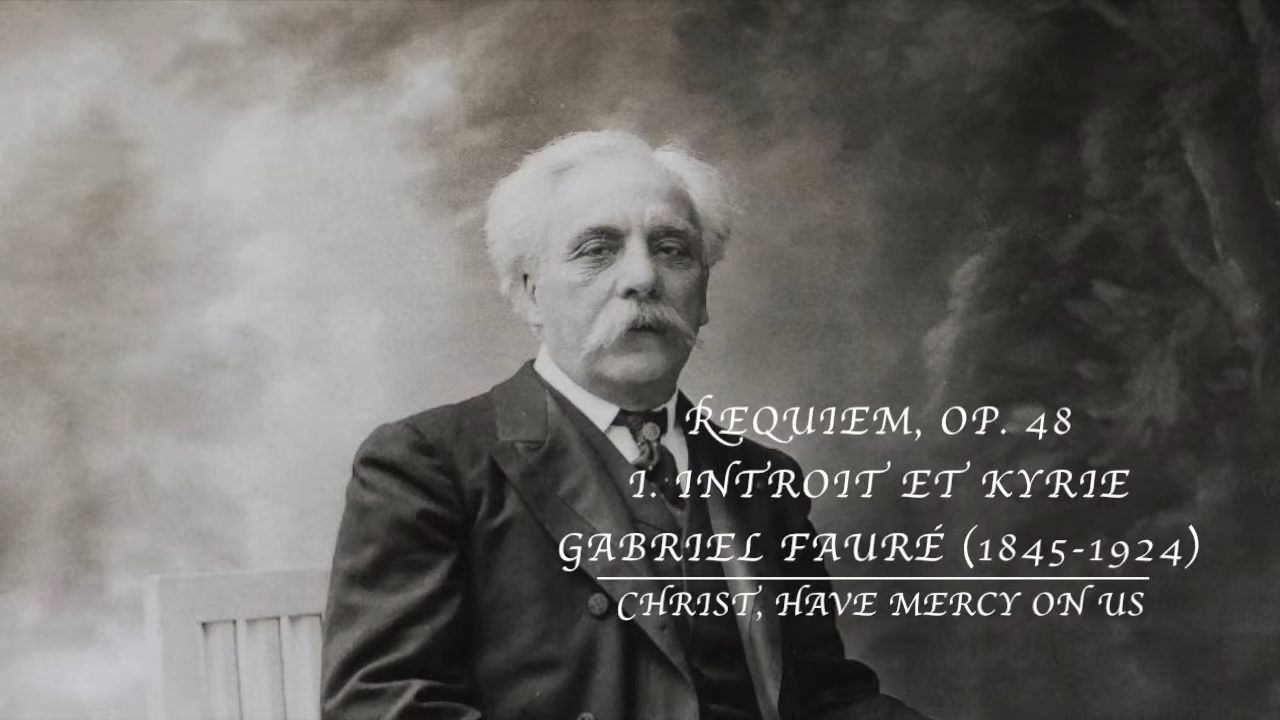 REQUIEM, OP. 48
I. INTROIT ET KYRIE
GABRIEL FAURÉ (1845-1924)
CHRIST, HAVE MERCY ON US